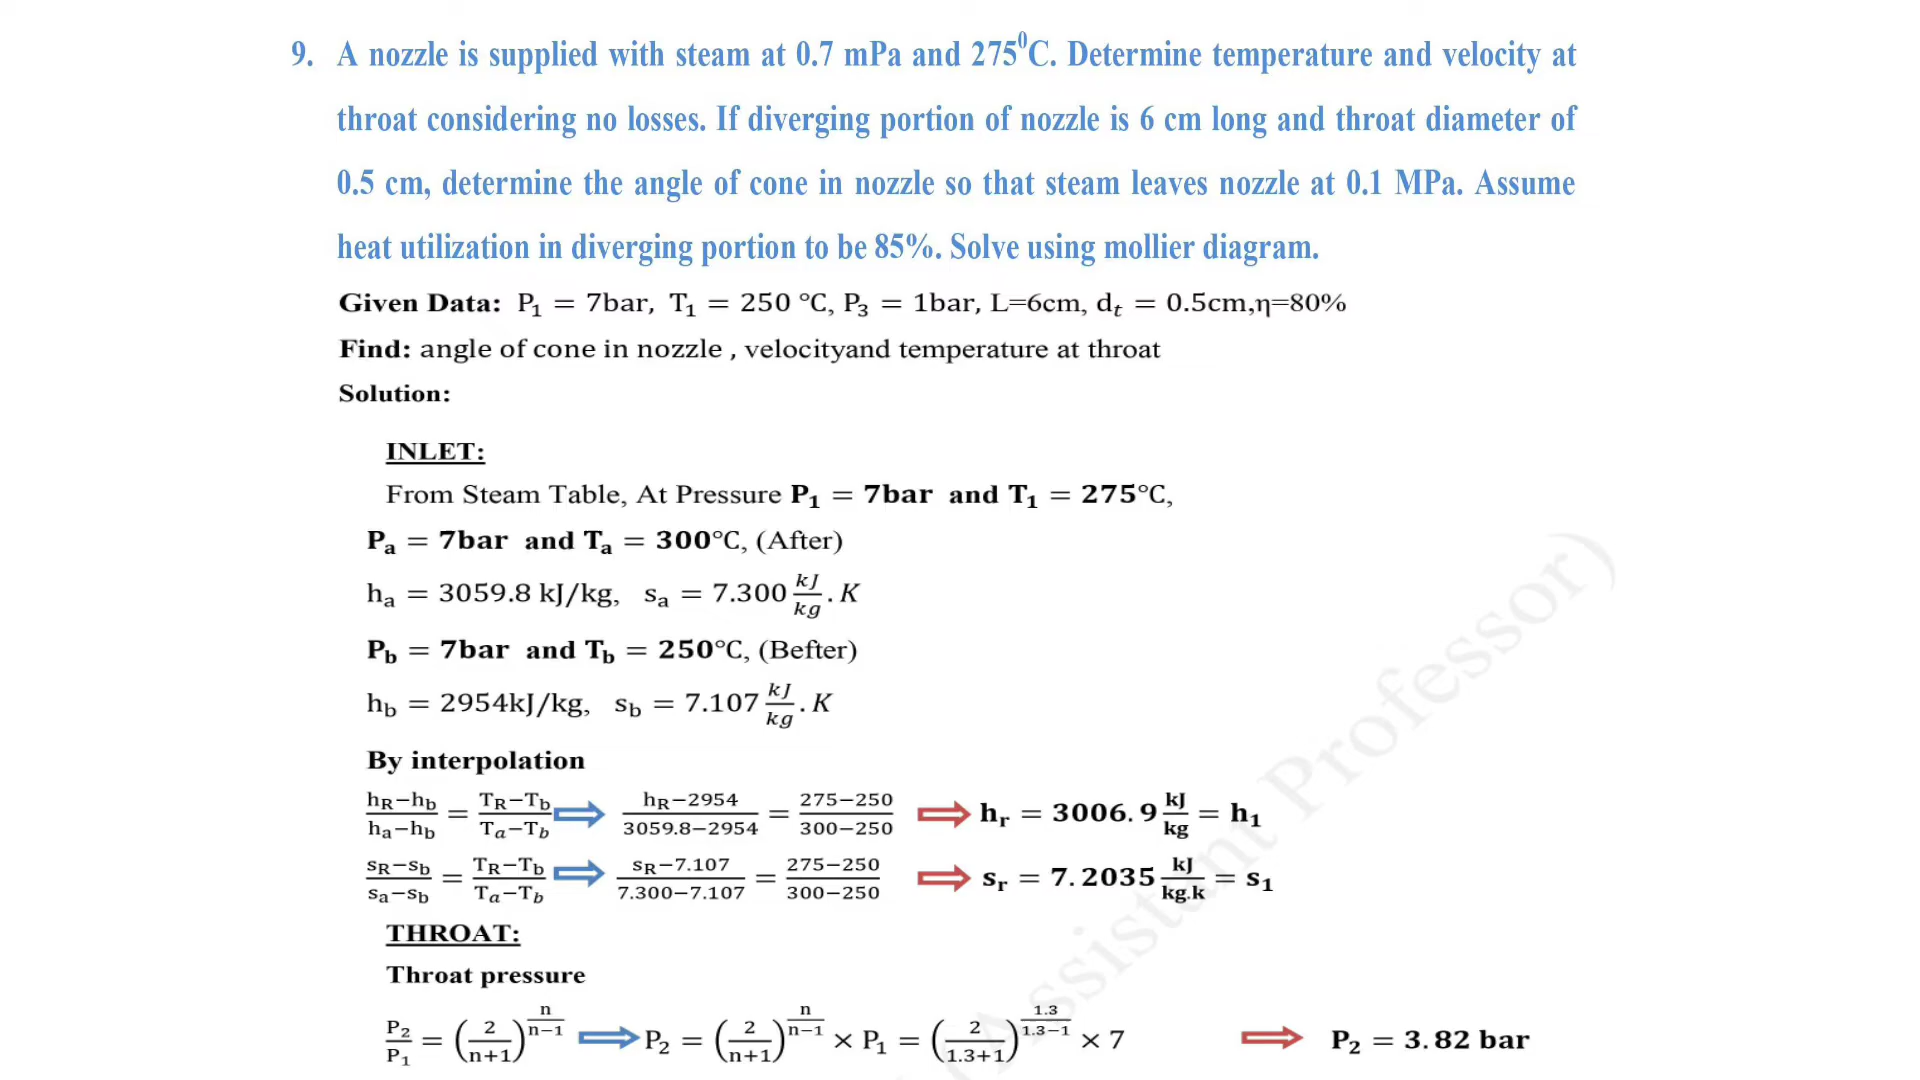 9. A nozzle is supplied with steam at 0.7 mPa and 275⁰C. Determine temperature and velocity at
throat considering no losses. If diverging portion of nozzle is 6 cm long and throat diameter of
0.5 cm, determine the angle of cone in nozzle so that steam leaves nozzle at 0.1 MPa. Assume
heat utilization in diverging portion to be 85%. Solve using mollier diagram.
Given Data: P₁ = 7bar, T₁ = 250 °C, P₃ = 1bar, L=6cm, dₜ = 0.5cm,η=80%
Find: angle of cone in nozzle , velocityand temperature at throat
Solution:
INLET:
From Steam Table, At Pressure P₁ = 7bar and T₁ = 275°C,
Pₐ = 7bar and Tₐ = 300°C, (After)
hₐ = 3059.8 kJ/kg, sₐ = 7.300 kJ/kg . K
P_b = 7bar and T_b = 250°C, (Befter)
h_b = 2954kJ/kg, s_b = 7.107 kJ/kg . K
By interpolation
(h_R−h_b)/(h_a−h_b) = (T_R−T_b)/(T_a−T_b) ⇒ (h_R−2954)/(3059.8−2954) = (275−250)/(300−250) ⇒ h_r = 3006.9 kJ/kg = h₁
(s_R−s_b)/(s_a−s_b) = (T_R−T_b)/(T_a−T_b) ⇒ (s_R−7.107)/(7.300−7.107) = (275−250)/(300−250) ⇒ s_r = 7.2035 kJ/kg.k = s₁
THROAT:
Throat pressure
P₂/P₁ = (2/(n+1))^(n/(n−1)) ⇒ P₂ = (2/(n+1))^(n/(n−1)) × P₁ = (2/(1.3+1))^(1.3/(1.3−1)) × 7 ⇒ P₂ = 3.82 bar
(Assistant Professor)